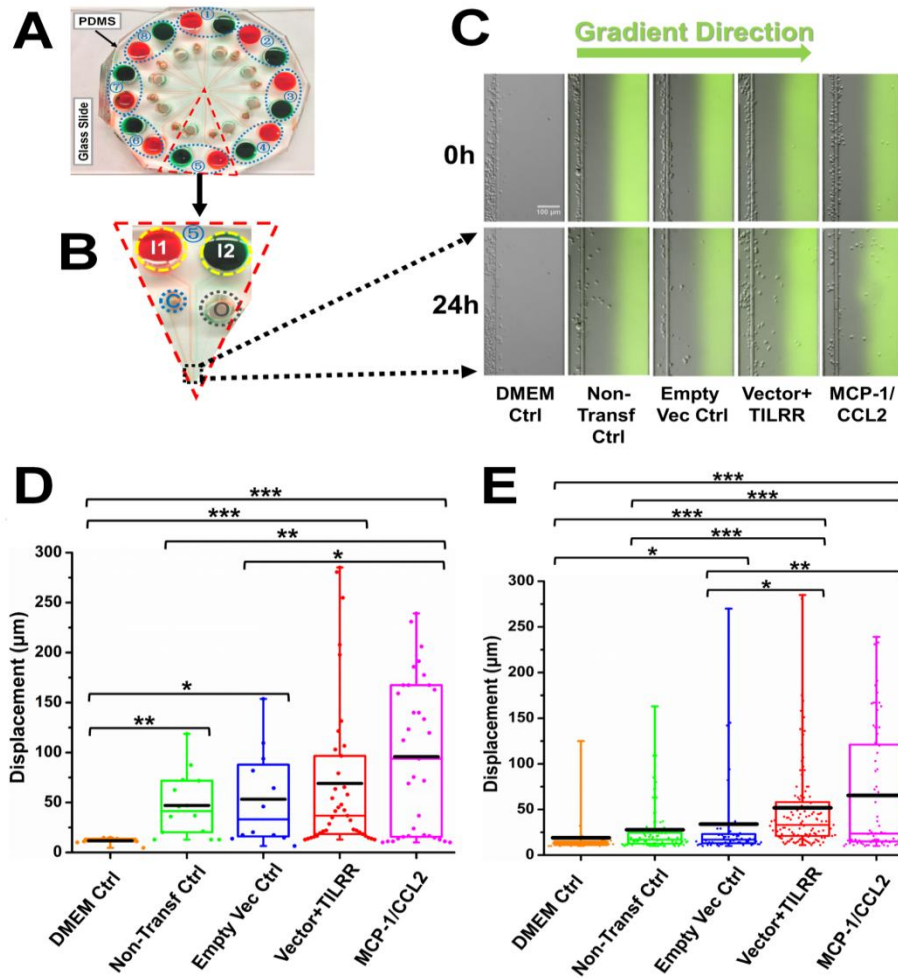 A
PDMS
Glass Slide
①
②
③
④
⑤
⑥
⑦
⑧
B
⑤
I1
I2
C
O
C
Gradient Direction
0h
100 µm
24h
DMEM Ctrl
Non-Transf Ctrl
Empty Vec Ctrl
Vector+ TILRR
MCP-1/ CCL2
D
***
***
**
*
*
**
Displacement (µm)
300
250
200
150
100
50
0
DMEM Ctrl
Non-Transf Ctrl
Empty Vec Ctrl
Vector+TILRR
MCP-1/CCL2
E
***
***
***
***
*
**
*
Displacement (µm)
300
250
200
150
100
50
0
DMEM Ctrl
Non-Transf Ctrl
Empty Vec Ctrl
Vector+TILRR
MCP-1/CCL2